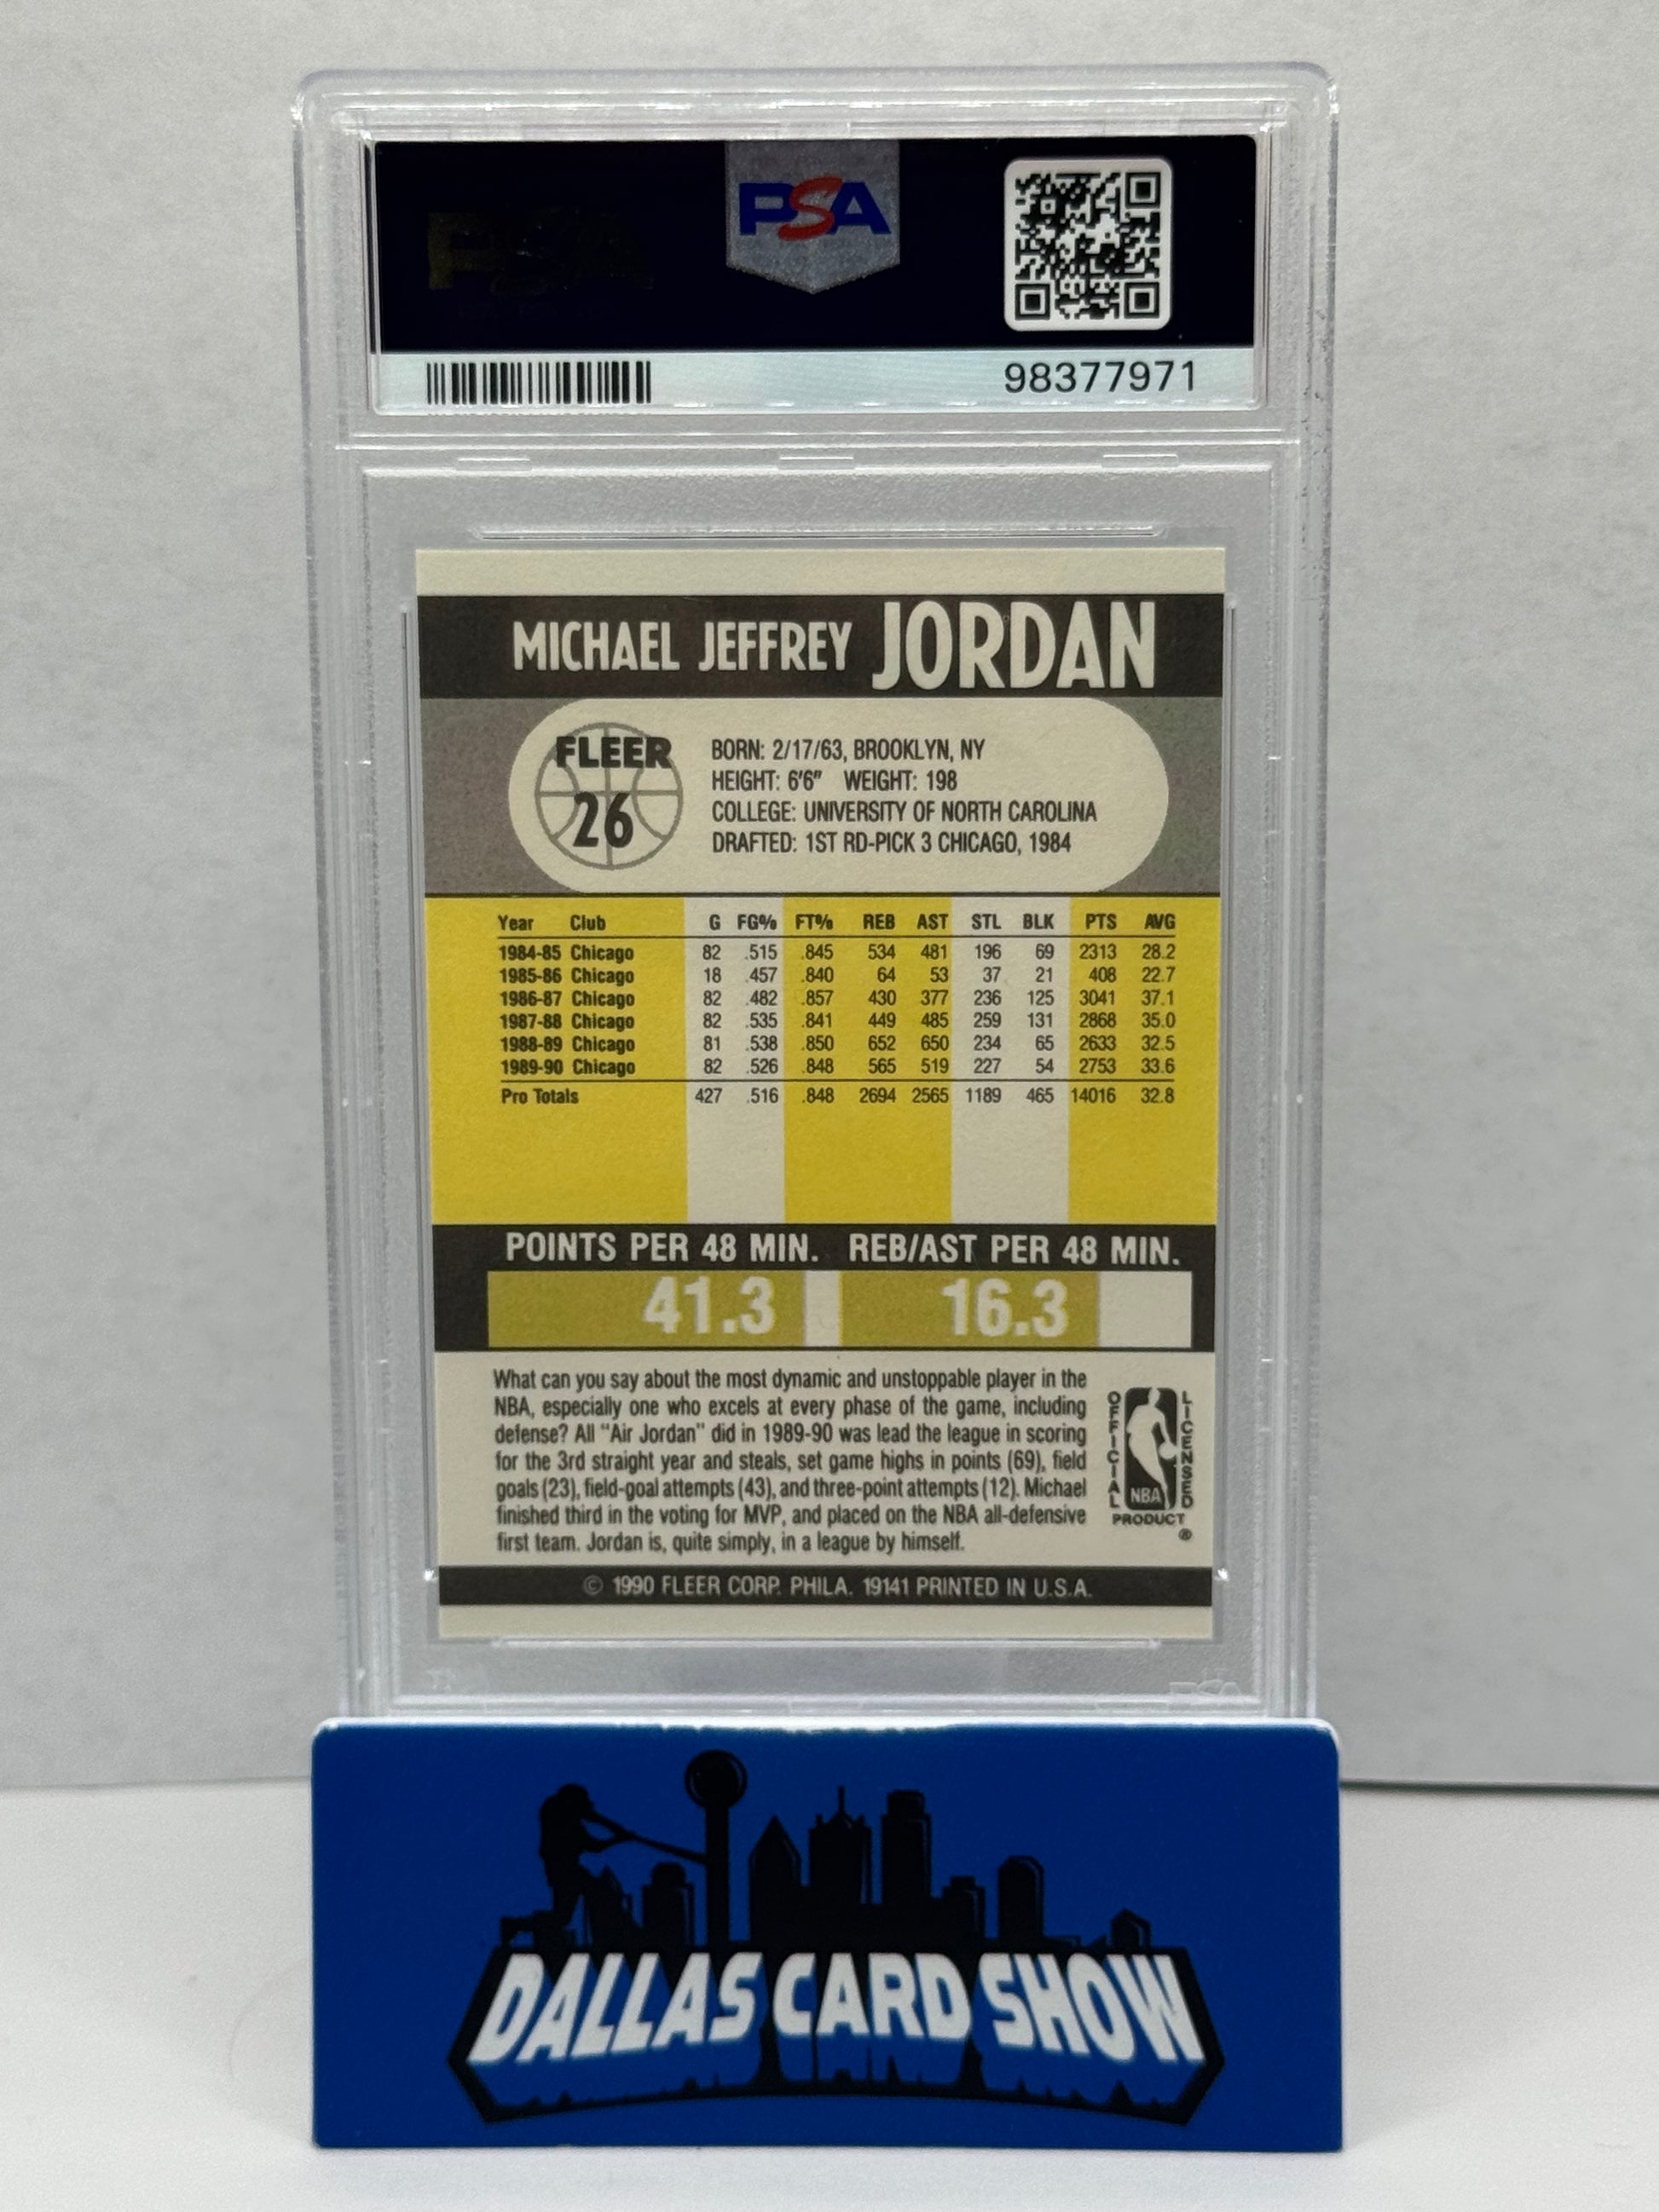 PSA
PSA
98377971
MICHAEL JEFFREY JORDAN
FLEER
26
BORN: 2/17/63, BROOKLYN, NY
HEIGHT: 6'6" WEIGHT: 198
COLLEGE: UNIVERSITY OF NORTH CAROLINA
DRAFTED: 1ST RD-PICK 3 CHICAGO, 1984
Year Club G FG% FT% REB AST STL BLK PTS AVG
1984-85 Chicago 82 .515 .845 534 481 196 69 2313 28.2
1985-86 Chicago 18 .457 .840 64 53 37 21 408 22.7
1986-87 Chicago 82 .482 .857 430 377 236 125 3041 37.1
1987-88 Chicago 82 .535 .841 449 485 259 131 2868 35.0
1988-89 Chicago 81 .538 .850 652 650 234 65 2633 32.5
1989-90 Chicago 82 .526 .848 565 519 227 54 2753 33.6
Pro Totals 427 .516 .848 2694 2565 1189 465 14016 32.8
POINTS PER 48 MIN. REB/AST PER 48 MIN.
41.3 16.3
What can you say about the most dynamic and unstoppable player in the
NBA, especially one who excels at every phase of the game, including
defense? All "Air Jordan" did in 1989-90 was lead the league in scoring
for the 3rd straight year and steals, set game highs in points (69), field
goals (23), field-goal attempts (43), and three-point attempts (12). Michael
finished third in the voting for MVP, and placed on the NBA all-defensive
first team. Jordan is, quite simply, in a league by himself.
OFFICIAL LICENSED
NBA
PRODUCT
®
© 1990 FLEER CORP. PHILA. 19141 PRINTED IN U.S.A.
PSA
DALLAS CARD SHOW